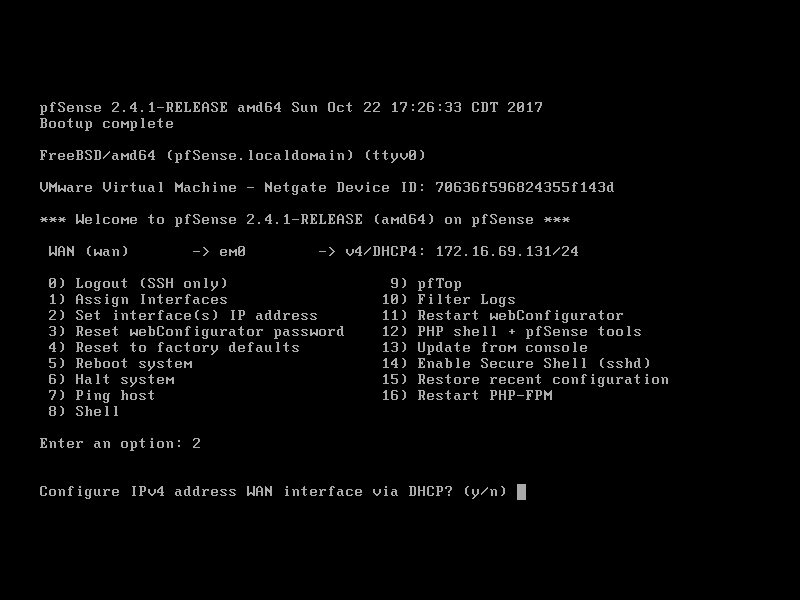 pfSense 2.4.1-RELEASE amd64 Sun Oct 22 17:26:33 CDT 2017
Bootup complete
FreeBSD/amd64 (pfSense.localdomain) (ttyv0)
VMware Virtual Machine - Netgate Device ID: 70636f596824355f143d
*** Welcome to pfSense 2.4.1-RELEASE (amd64) on pfSense ***
WAN (wan)       -> em0        -> v4/DHCP4: 172.16.69.131/24
0) Logout (SSH only)                  9) pfTop
1) Assign Interfaces                 10) Filter Logs
2) Set interface(s) IP address       11) Restart webConfigurator
3) Reset webConfigurator password    12) PHP shell + pfSense tools
4) Reset to factory defaults         13) Update from console
5) Reboot system                     14) Enable Secure Shell (sshd)
6) Halt system                       15) Restore recent configuration
7) Ping host                         16) Restart PHP-FPM
8) Shell
Enter an option: 2
Configure IPv4 address WAN interface via DHCP? (y/n)